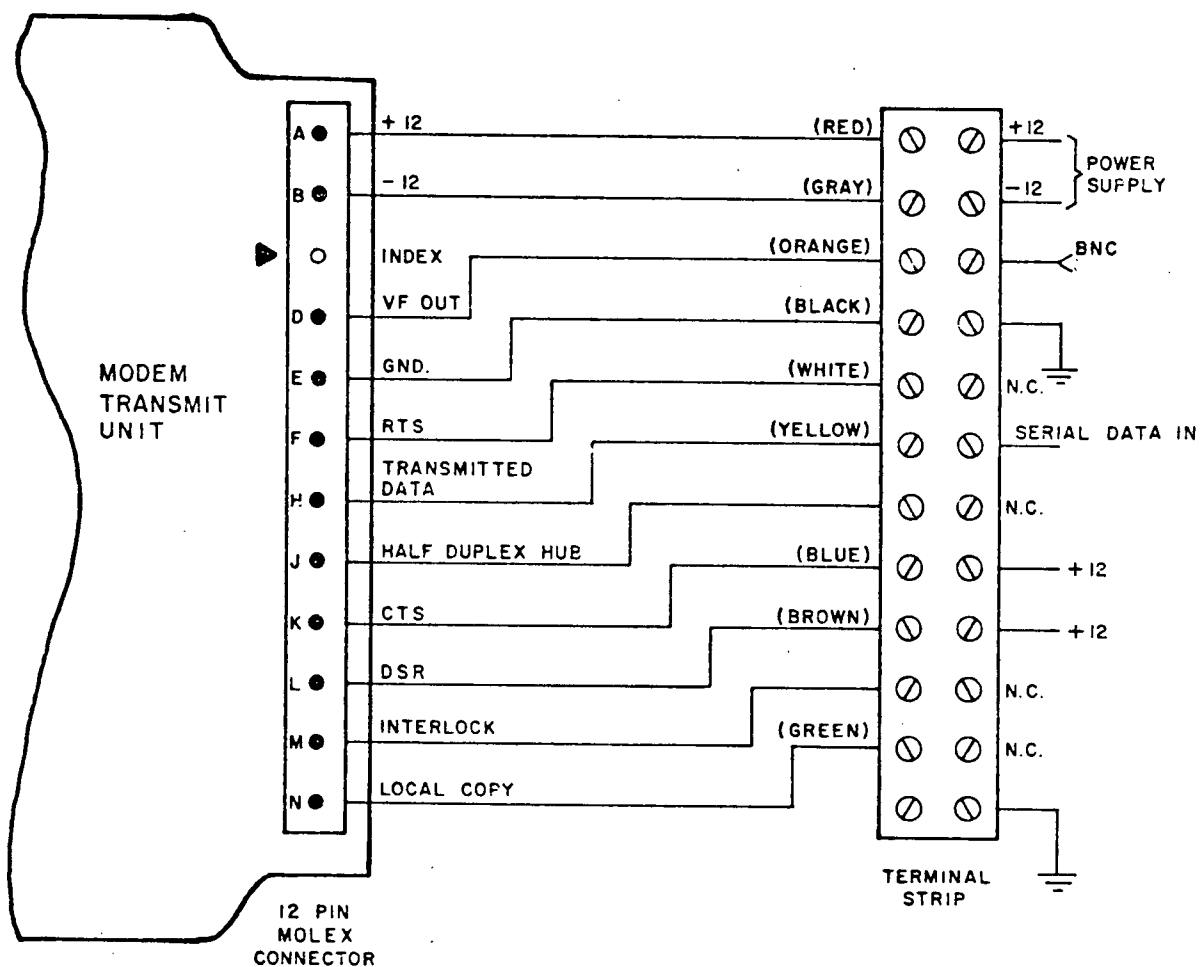 A
+12
(RED)
+12
B
-12
(GRAY)
-12
POWER
SUPPLY
INDEX
(ORANGE)
BNC
D
VF OUT
(BLACK)
E
GND.
(WHITE)
N.C.
F
RTS
(YELLOW)
SERIAL DATA IN
H
TRANSMITTED
DATA
N.C.
J
HALF DUPLEX HUB
(BLUE)
+12
K
CTS
(BROWN)
+12
L
DSR
N.C.
M
INTERLOCK
(GREEN)
N.C.
N
LOCAL COPY
MODEM
TRANSMIT
UNIT
12 PIN
MOLEX
CONNECTOR
TERMINAL
STRIP